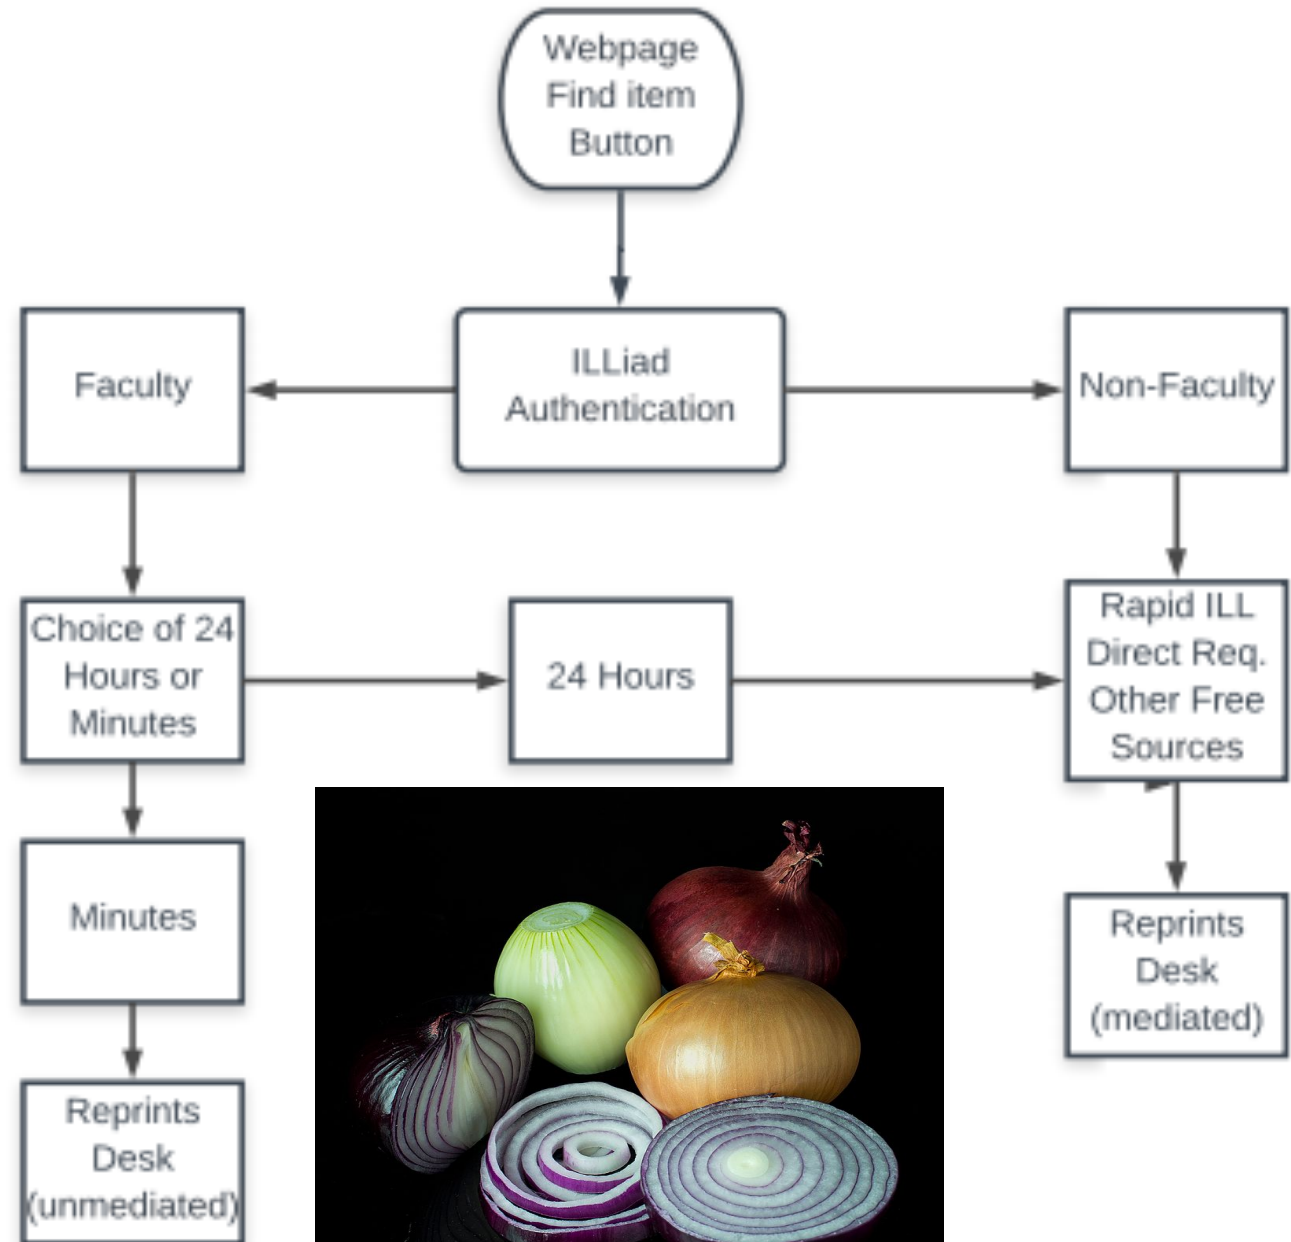 Webpage
Find item
Button
Faculty
ILLiad
Authentication
Non-Faculty
Choice of 24
Hours or
Minutes
24 Hours
Rapid ILL
Direct Req.
Other Free
Sources
Minutes
Reprints
Desk
(mediated)
Reprints
Desk
(unmediated)